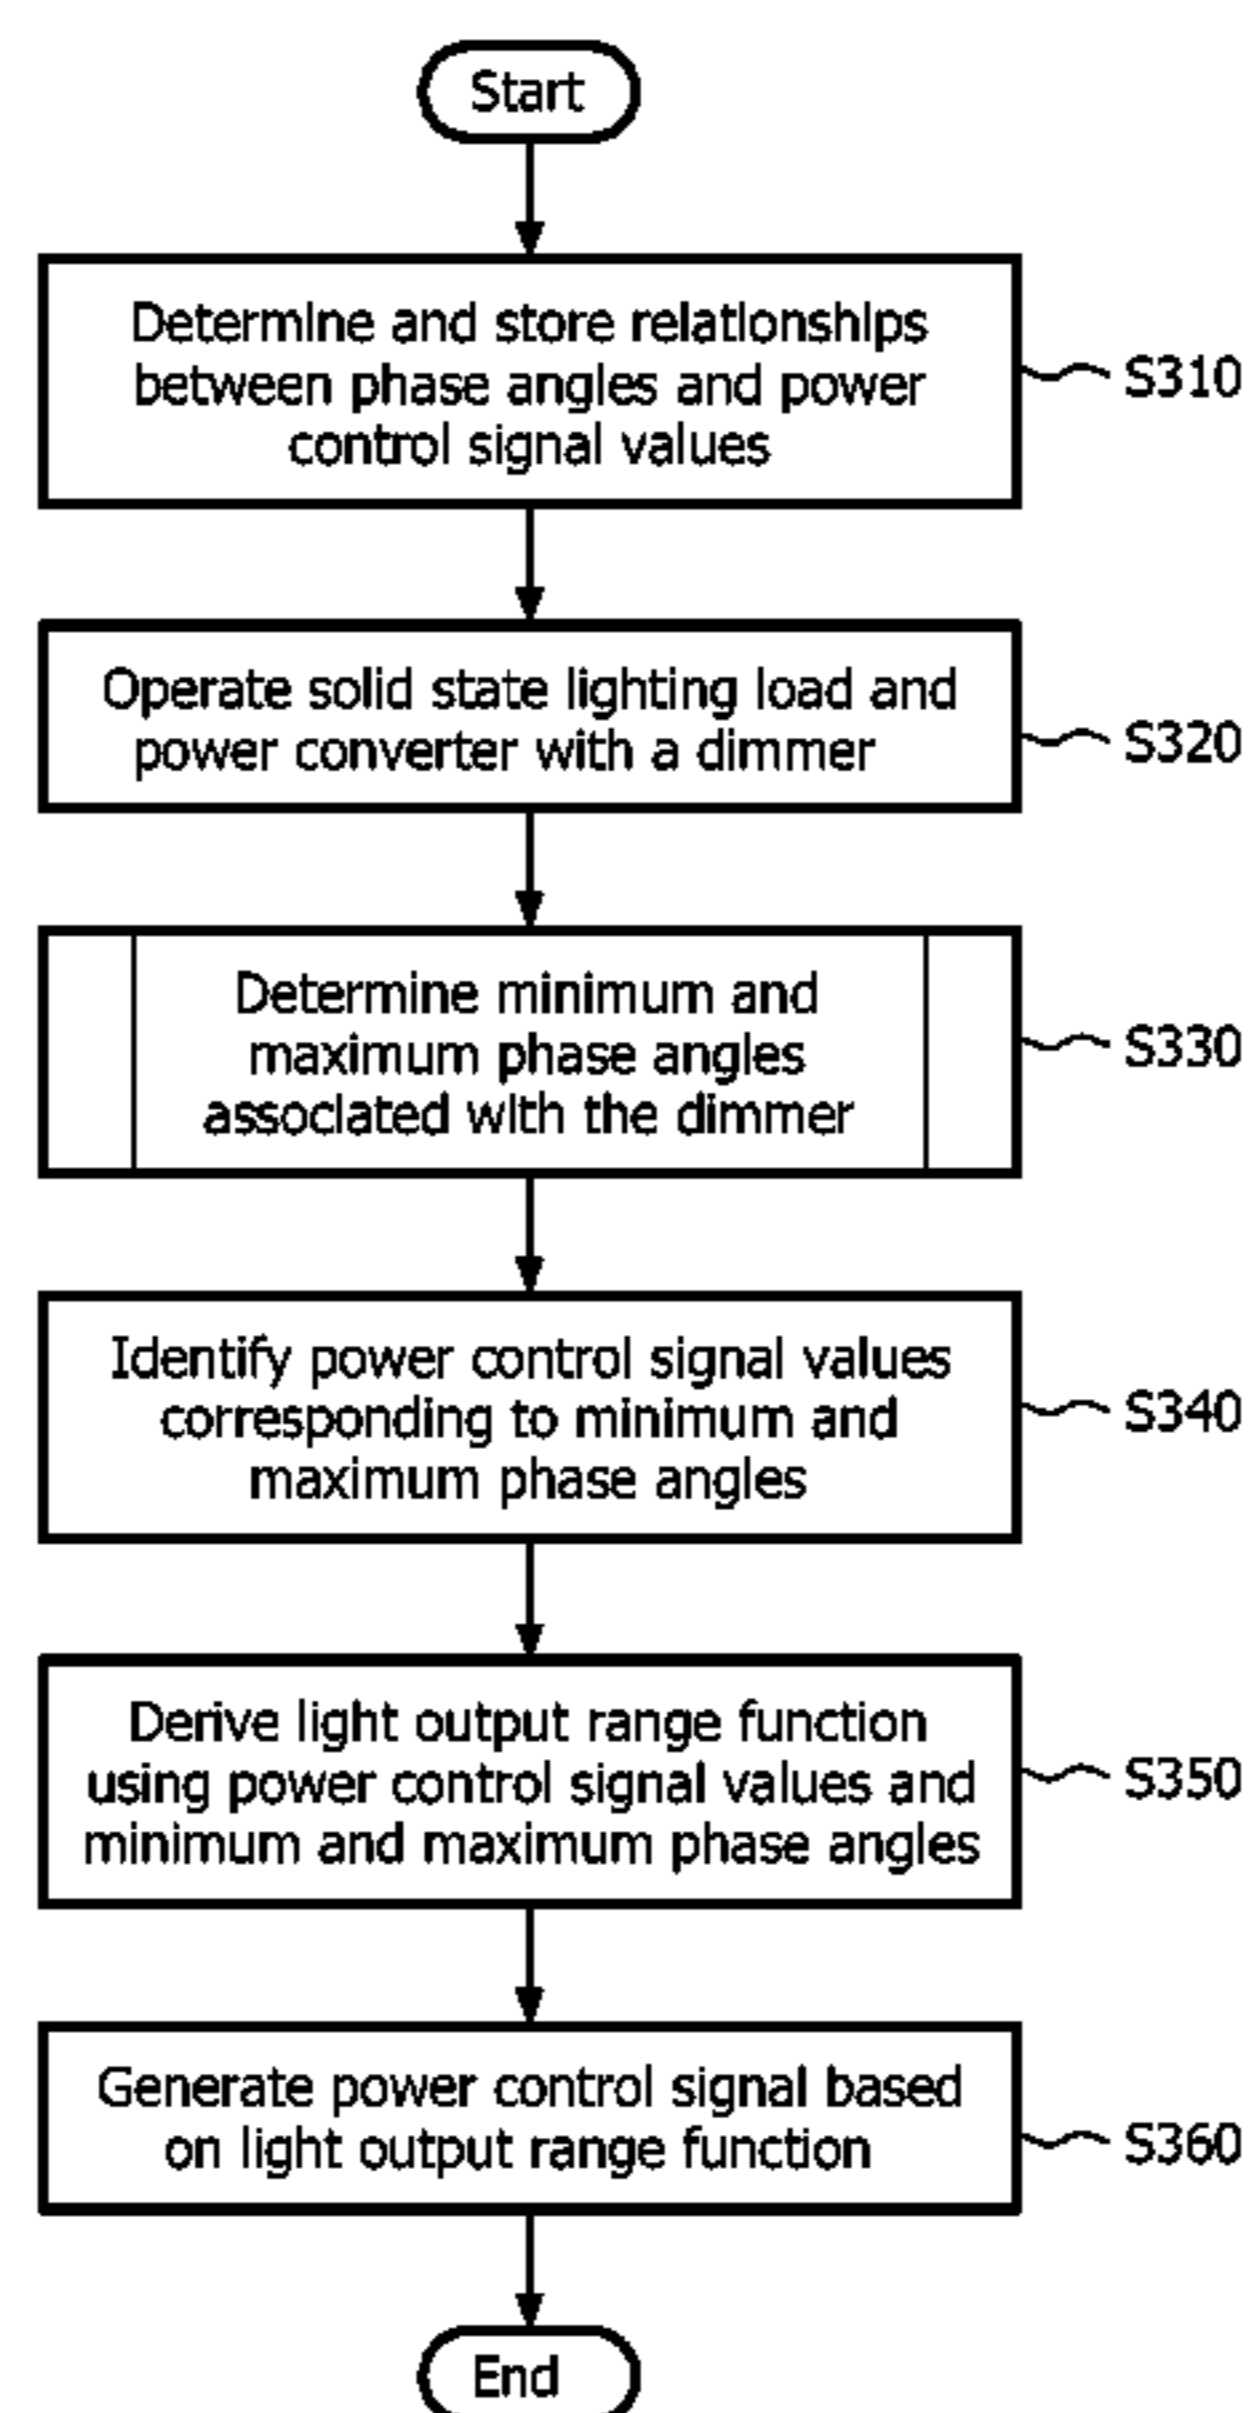 Start
Determine and store relationships
between phase angles and power
control signal values
S310
Operate solid state lighting load and
power converter with a dimmer
S320
Determine minimum and
maximum phase angles
associated with the dimmer
S330
Identify power control signal values
corresponding to minimum and
maximum phase angles
S340
Derive light output range function
using power control signal values and
minimum and maximum phase angles
S350
Generate power control signal based
on light output range function
S360
End